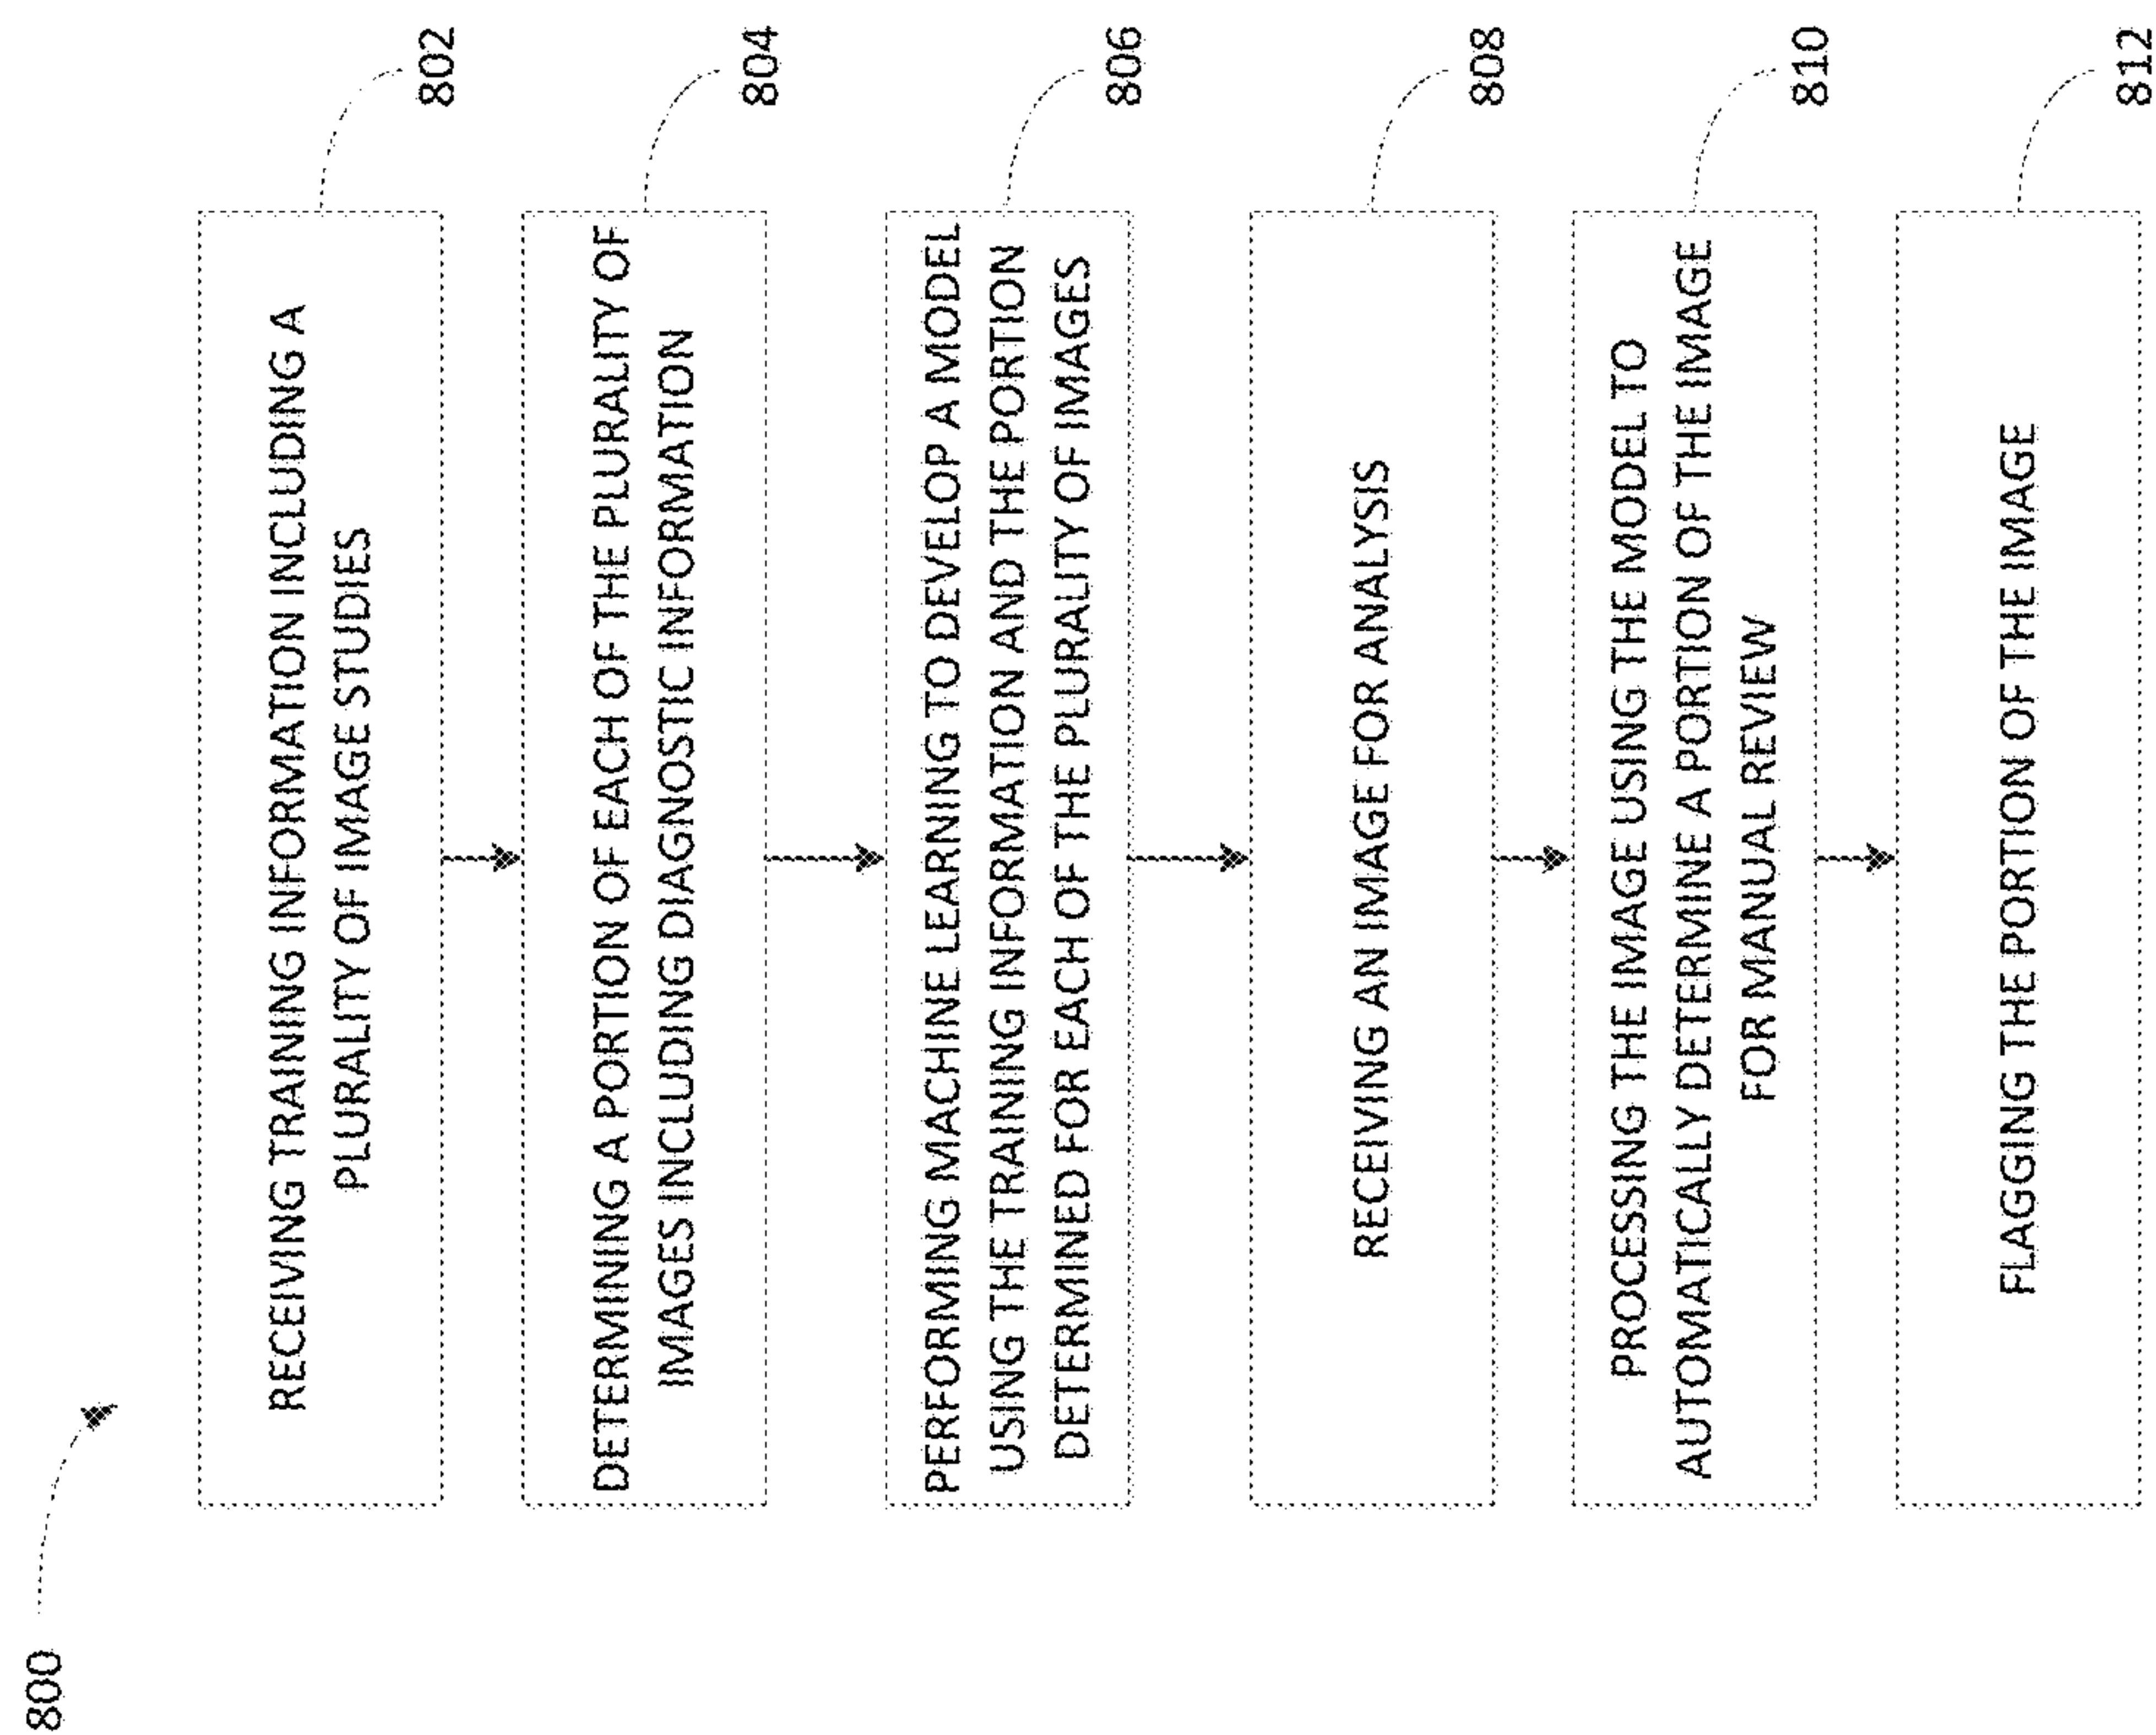 800
RECEIVING TRAINING INFORMATION INCLUDING A
PLURALITY OF IMAGE STUDIES
802
DETERMINING A PORTION OF EACH OF THE PLURALITY OF
IMAGES INCLUDING DIAGNOSTIC INFORMATION
804
PERFORMING MACHINE LEARNING TO DEVELOP A MODEL
USING THE TRAINING INFORMATION AND THE PORTION
DETERMINED FOR EACH OF THE PLURALITY OF IMAGES
806
RECEIVING AN IMAGE FOR ANALYSIS
808
PROCESSING THE IMAGE USING THE MODEL TO
AUTOMATICALLY DETERMINE A PORTION OF THE IMAGE
FOR MANUAL REVIEW
810
FLAGGING THE PORTION OF THE IMAGE
812